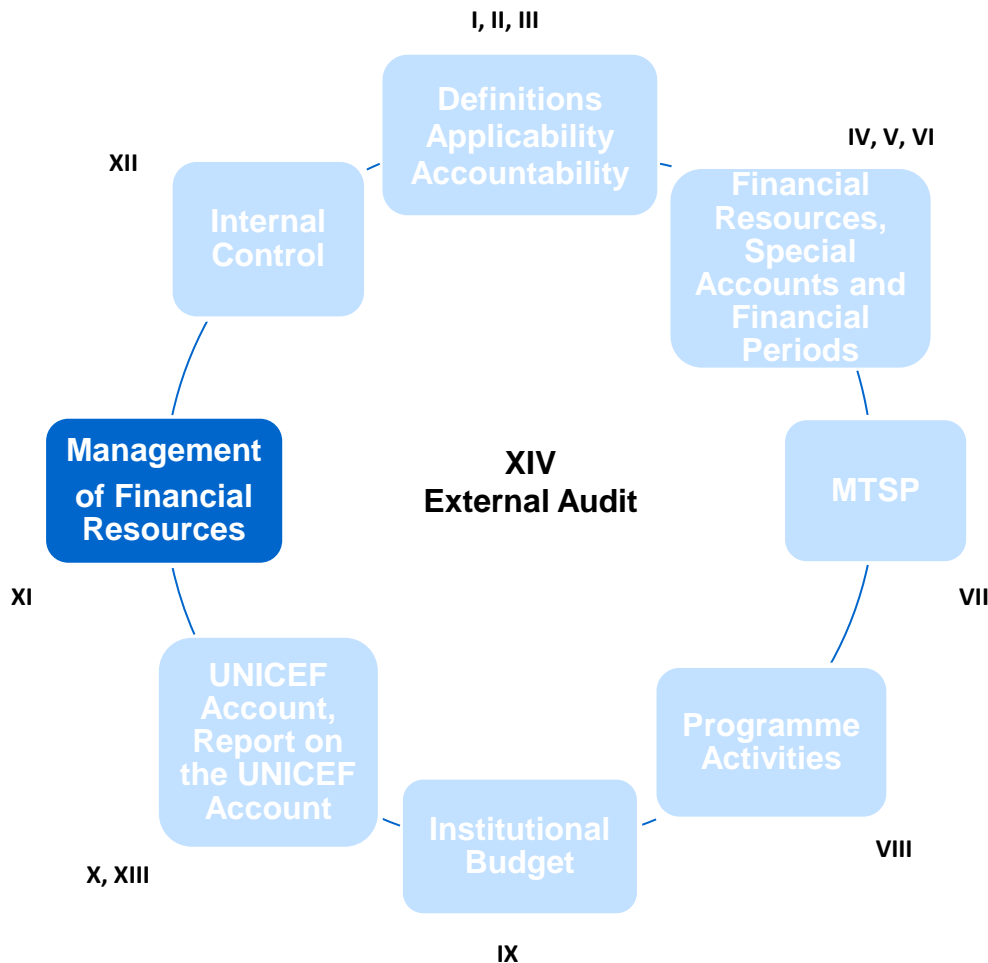 I, II, III
Definitions
Applicability
Accountability
IV, V, VI
Financial
Resources,
Special
Accounts and
Financial
Periods
MTSP
VII
Programme
Activities
VIII
Institutional
Budget
IX
UNICEF
Account,
Report on
the UNICEF
Account
X, XIII
Management
of Financial
Resources
XI
Internal
Control
XII
XIV
External Audit